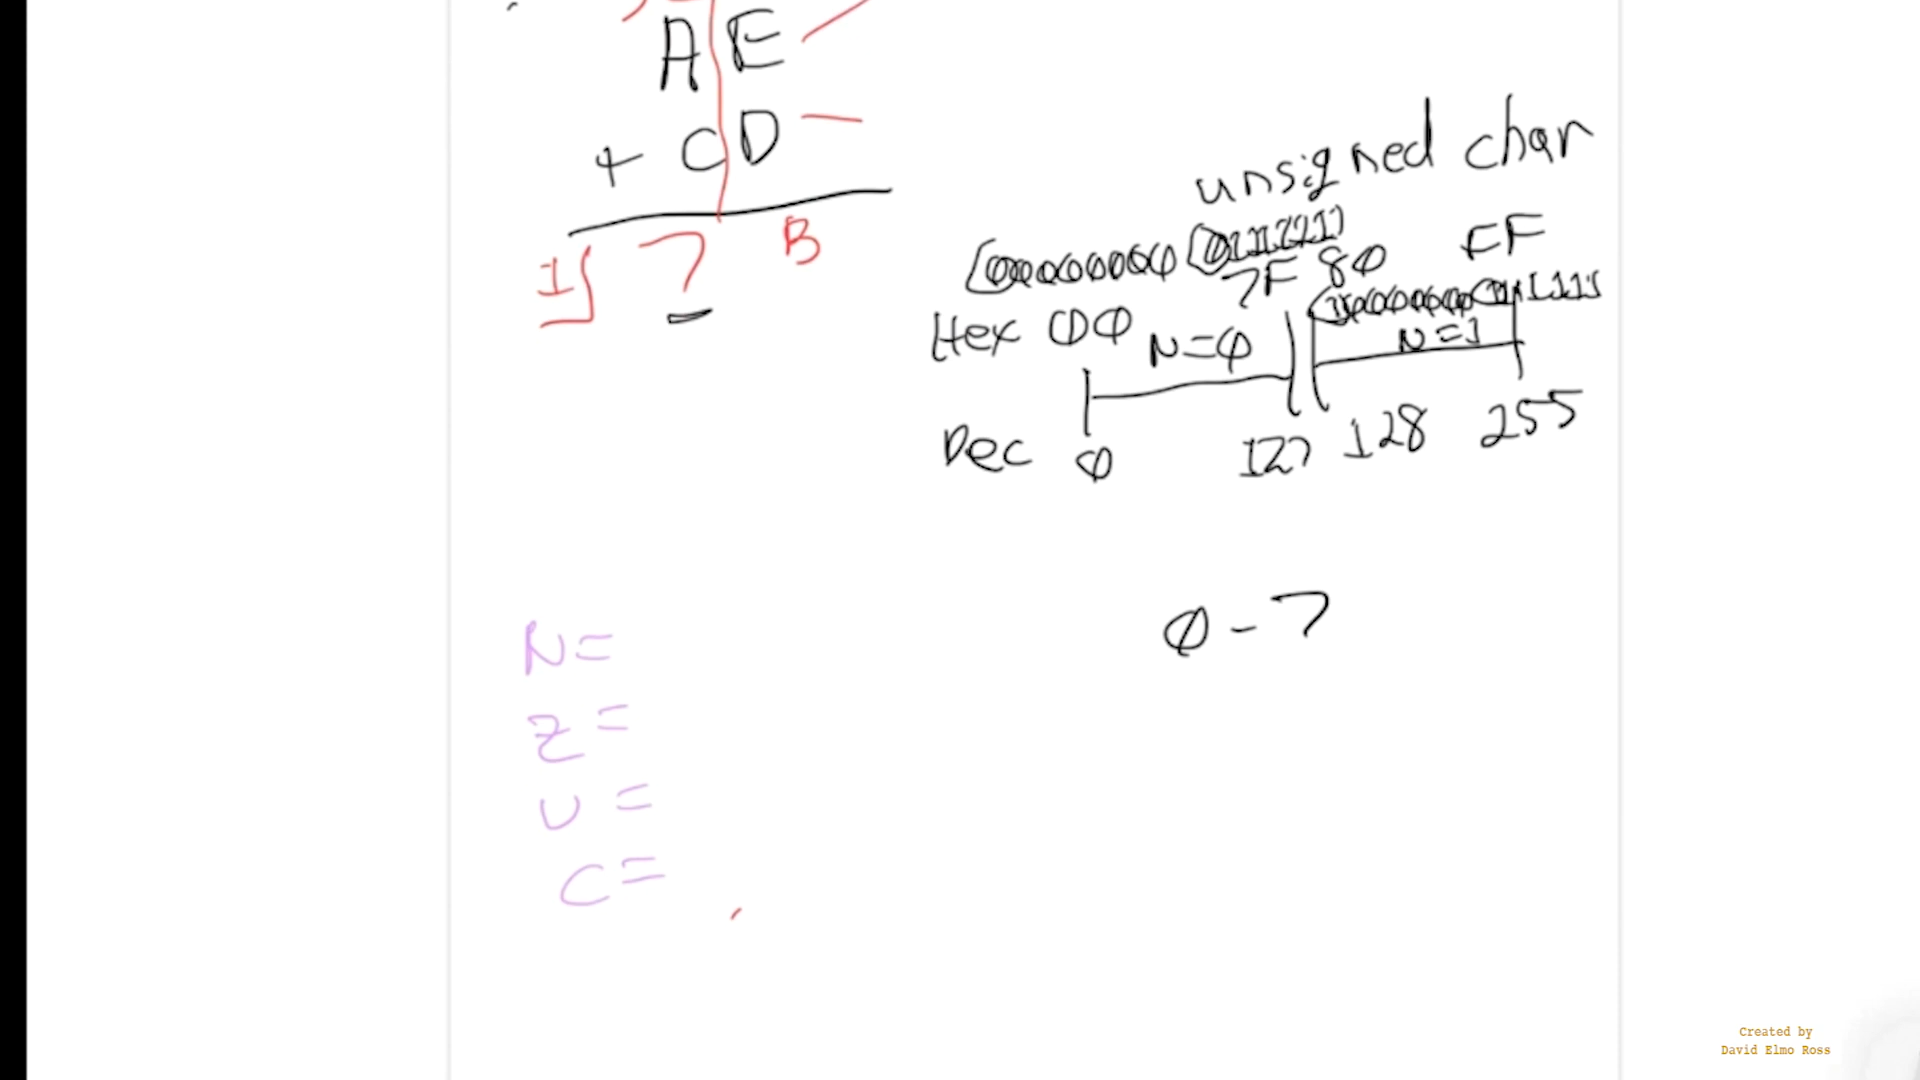 AE
+ CD
1 7 B
unsigned char
7F 80 FF
Hex 00 N=0 N=1
Dec 0 127 128 255
0-7
N=
Z=
V=
C=
Created by
David Elmo Ross